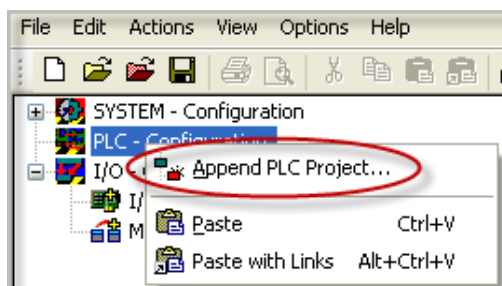 File Edit Actions View Options Help
SYSTEM - Configuration
PLC - Configuration
I/O -
Append PLC Project...
I/
Paste Ctrl+V
M
Paste with Links Alt+Ctrl+V